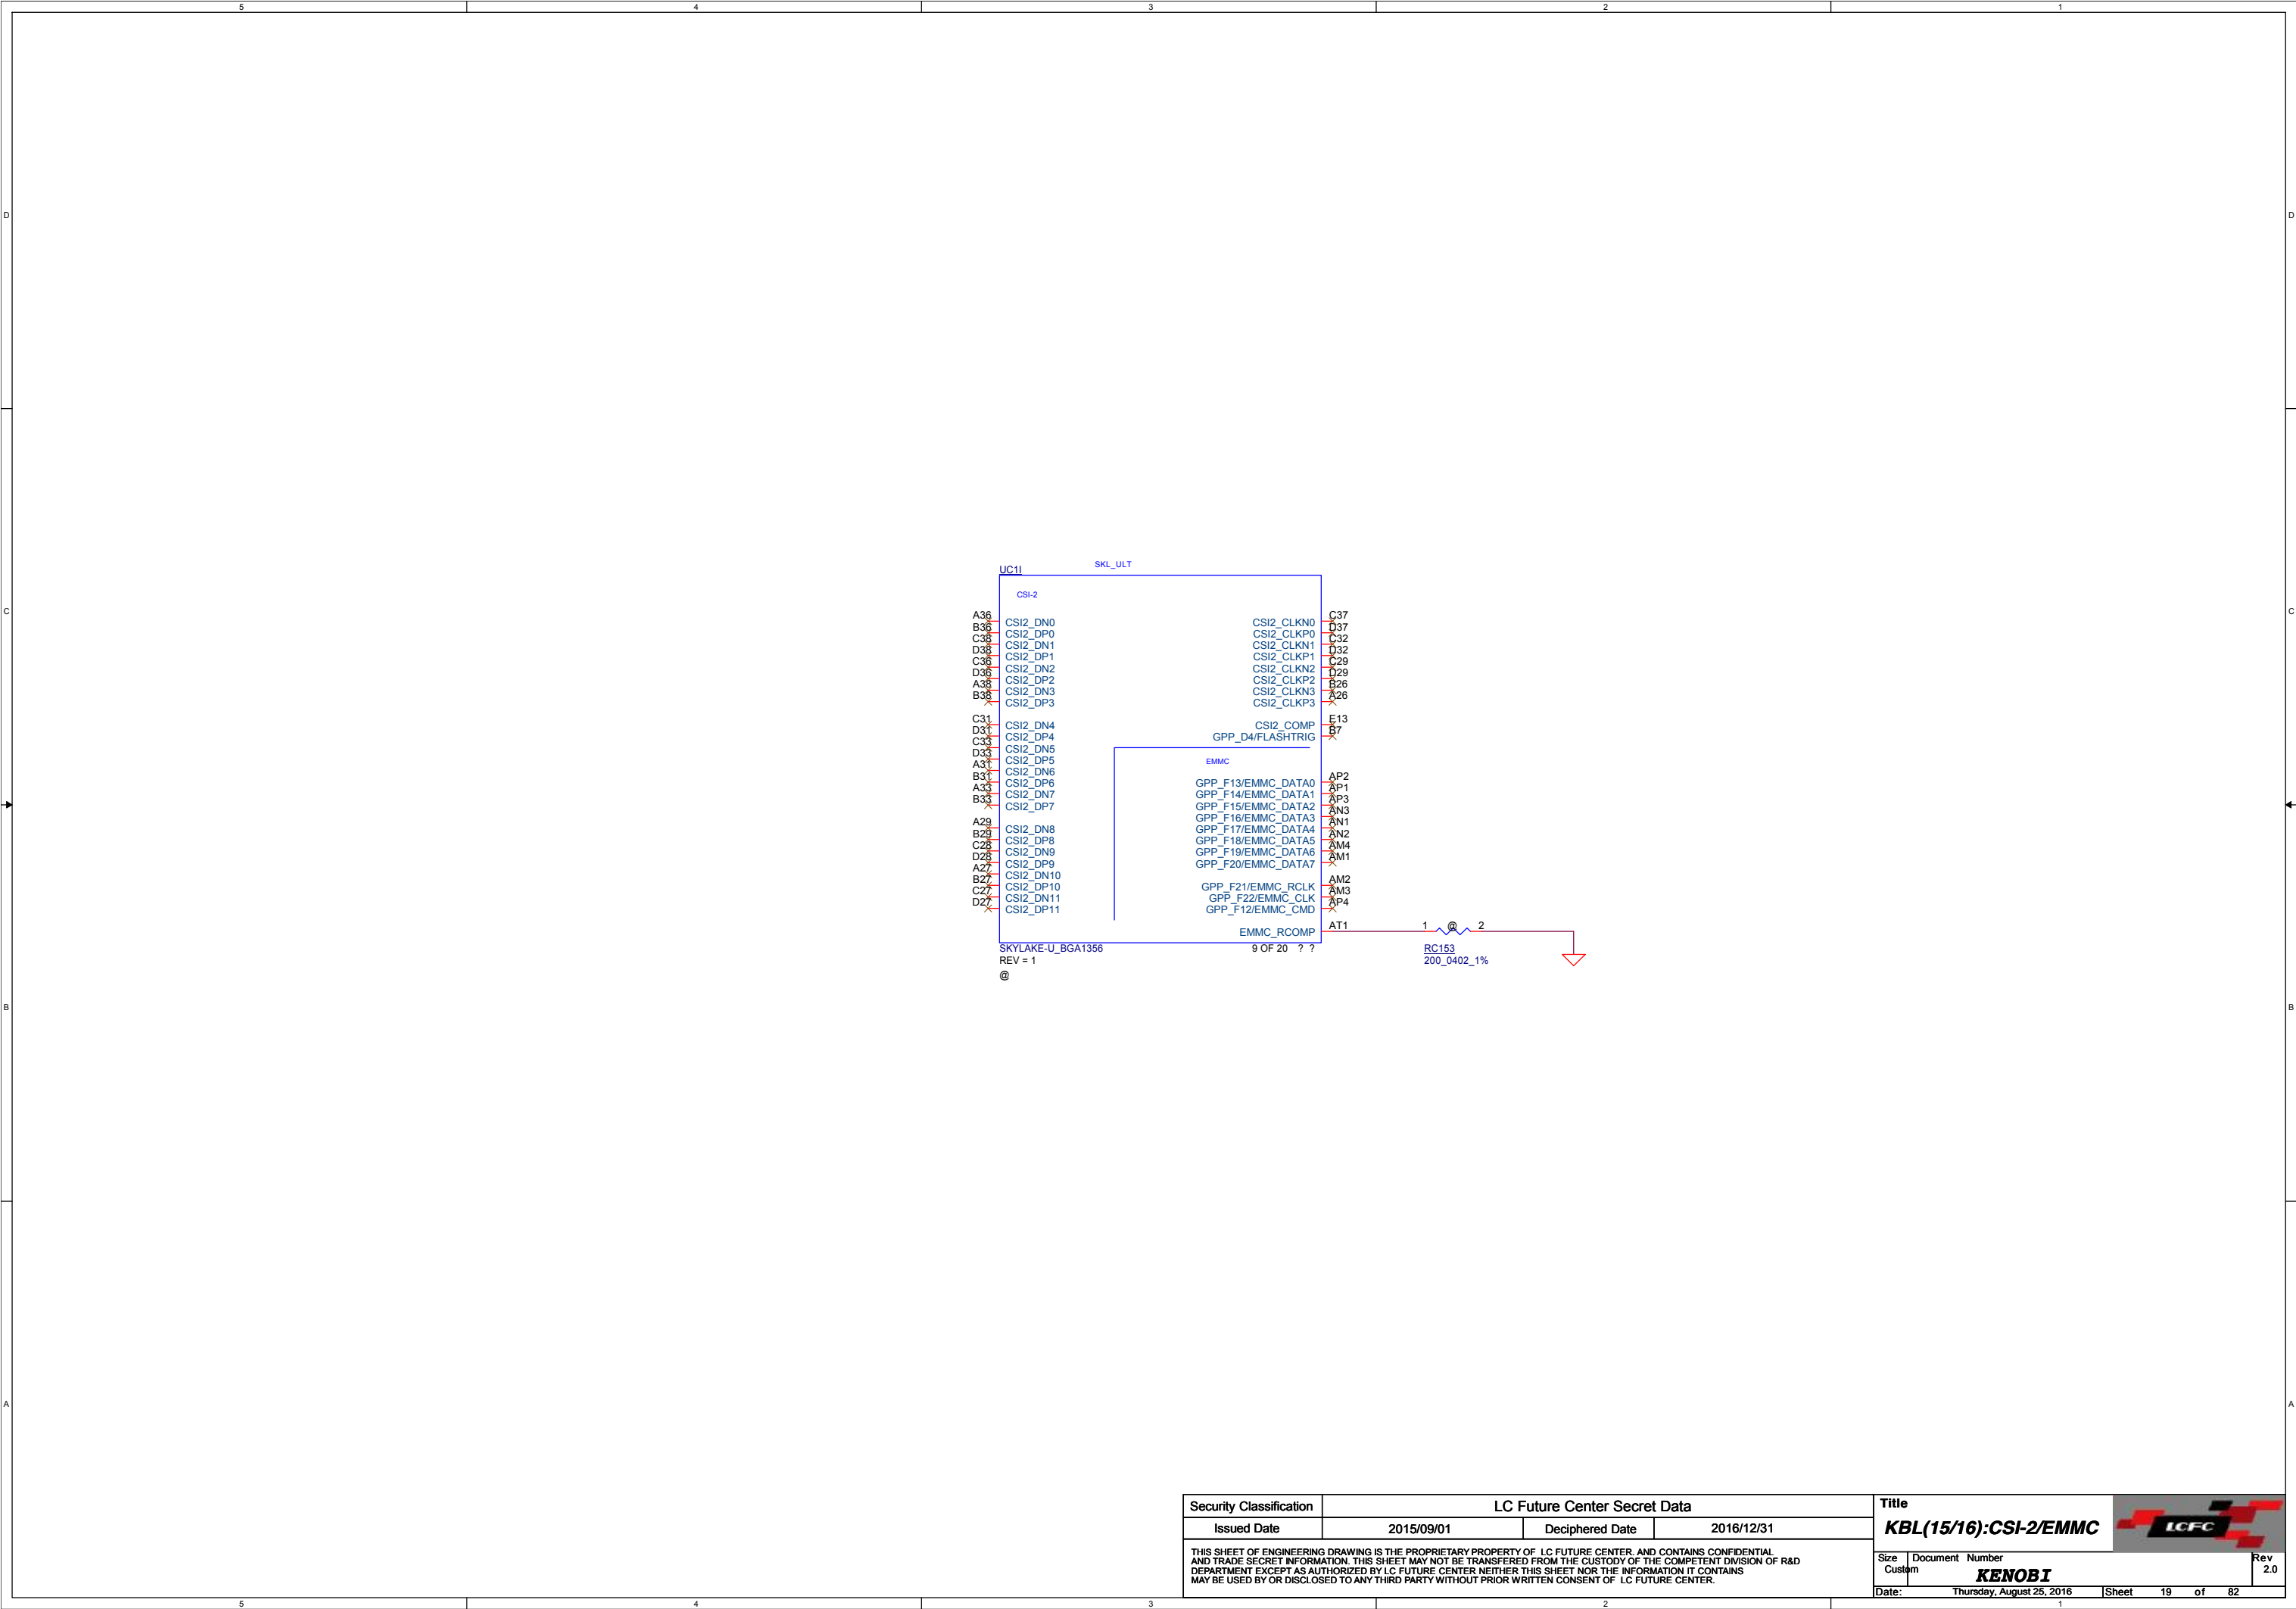 5 4 3 2 1
D D
C C
B B
A A
UC1I
SKL_ULT
CSI-2
A36 CSI2_DN0
B36 CSI2_DP0
C38 CSI2_DN1
D38 CSI2_DP1
C36 CSI2_DN2
D36 CSI2_DP2
A38 CSI2_DN3
B38 CSI2_DP3
C31 CSI2_DN4
D31 CSI2_DP4
C33 CSI2_DN5
D33 CSI2_DP5
A31 CSI2_DN6
B31 CSI2_DP6
A33 CSI2_DN7
B33 CSI2_DP7
A29 CSI2_DN8
B29 CSI2_DP8
C28 CSI2_DN9
D28 CSI2_DP9
A27 CSI2_DN10
B27 CSI2_DP10
C27 CSI2_DN11
D27 CSI2_DP11
CSI2_CLKN0 C37
CSI2_CLKP0 D37
CSI2_CLKN1 C32
CSI2_CLKP1 D32
CSI2_CLKN2 C29
CSI2_CLKP2 D29
CSI2_CLKN3 B26
CSI2_CLKP3 A26
CSI2_COMP E13
GPP_D4/FLASHTRIG B7
EMMC
GPP_F13/EMMC_DATA0 AP2
GPP_F14/EMMC_DATA1 AP1
GPP_F15/EMMC_DATA2 AP3
GPP_F16/EMMC_DATA3 AN3
GPP_F17/EMMC_DATA4 AN1
GPP_F18/EMMC_DATA5 AN2
GPP_F19/EMMC_DATA6 AM4
GPP_F20/EMMC_DATA7 AM1
GPP_F21/EMMC_RCLK AM2
GPP_F22/EMMC_CLK AM3
GPP_F12/EMMC_CMD AP4
EMMC_RCOMP AT1
1 @ 2
RC153
200_0402_1%
SKYLAKE-U_BGA1356
9 OF 20 ? ?
REV = 1
@
Security Classification
LC Future Center Secret Data
Issued Date
2015/09/01
Deciphered Date
2016/12/31
THIS SHEET OF ENGINEERING DRAWING IS THE PROPRIETARY PROPERTY OF LC FUTURE CENTER. AND CONTAINS CONFIDENTIAL
AND TRADE SECRET INFORMATION. THIS SHEET MAY NOT BE TRANSFERED FROM THE CUSTODY OF THE COMPETENT DIVISION OF R&D
DEPARTMENT EXCEPT AS AUTHORIZED BY LC FUTURE CENTER NEITHER THIS SHEET NOR THE INFORMATION IT CONTAINS
MAY BE USED BY OR DISCLOSED TO ANY THIRD PARTY WITHOUT PRIOR WRITTEN CONSENT OF LC FUTURE CENTER.
Title
KBL(15/16):CSI-2/EMMC
LCFC
Size
Custom
Document Number
KENOBI
Rev
2.0
Date: Thursday, August 25, 2016
Sheet 19 of 82
5 4 3 2 1